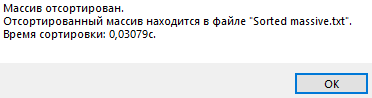 Массив отсортирован.
Отсортированный массив находится в файле "Sorted massive.txt".
Время сортировки: 0,03079с.
OK